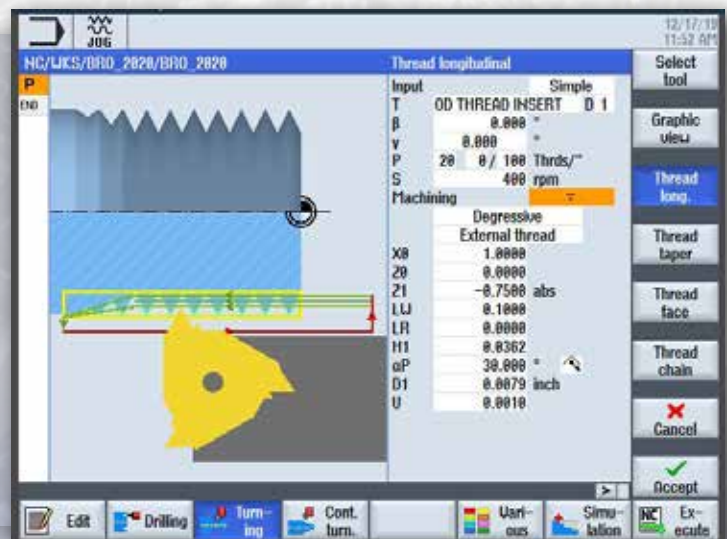 JOG
12/17/19
11:52 AM
NC/WKS/BRO_2020/BRO_2020
Thread longitudinal
P
END
Input Simple
T OD THREAD INSERT D 1
β 0.000 °
γ 0.000 °
P 20 0/ 100 Thrds/"
S 400 rpm
Machining ▽
Degressive
External thread
X0 1.0000
Z0 0.0000
Z1 -0.7500 abs
LW 0.1000
LR 0.0000
H1 0.0362
αP 30.000 °
D1 0.0079 inch
U 0.0010
Select
tool
Graphic
view
Thread
long.
Thread
taper
Thread
face
Thread
chain
Cancel
Accept
>
Edit
Drilling
Turn-
ing
Cont.
turn.
Vari-
ous
Simu-
lation
NC
Ex-
ecute